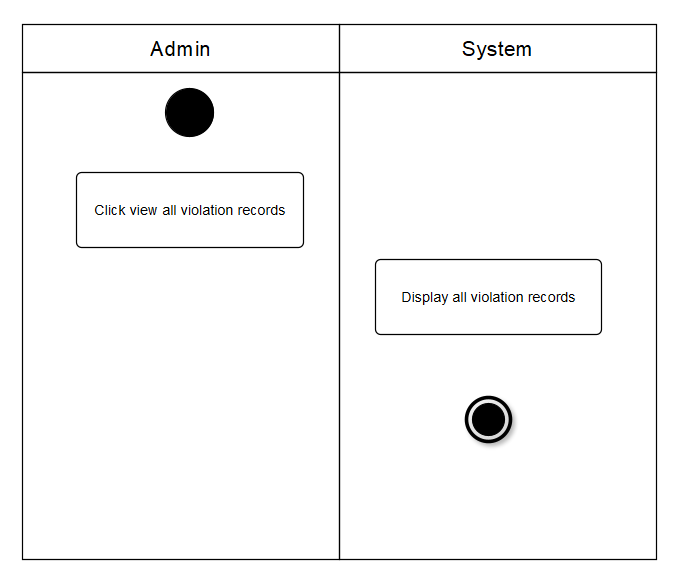 Admin
System
Click view all violation records
Display all violation records